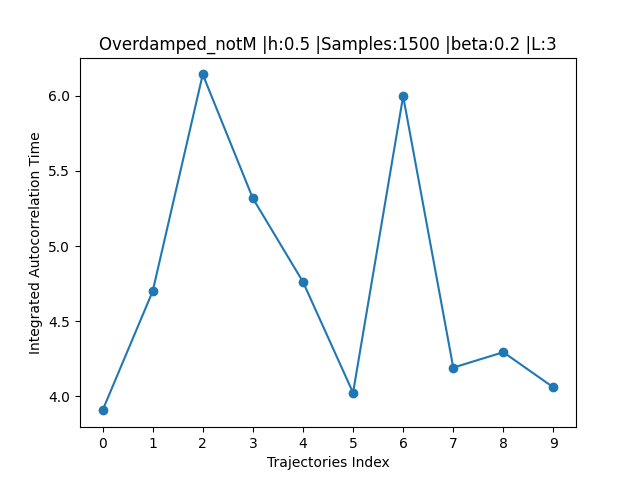 Overdamped_notM |h:0.5 |Samples:1500 |beta:0.2 |L:3
Integrated Autocorrelation Time
6.0
5.5
5.0
4.5
4.0
0 1 2 3 4 5 6 7 8 9
Trajectories Index